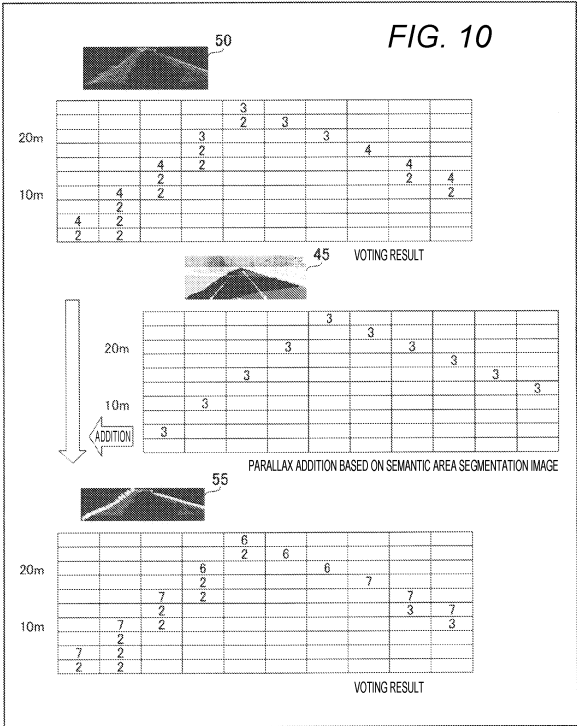 FIG. 10
50
3
2 3
20m 3 3
2 4
4 2 4
2 2 4
10m 4 2 2
2
4 2
2 2
VOTING RESULT
45
3
3
20m 3 3
3
3 3
3
10m 3
ADDITION 3
PARALLAX ADDITION BASED ON SEMANTIC AREA SEGMENTATION IMAGE
55
6
2 6
20m 6 6
2 7
7 2 7
2 3 7
10m 7 2 3
2
7 2
2 2
VOTING RESULT